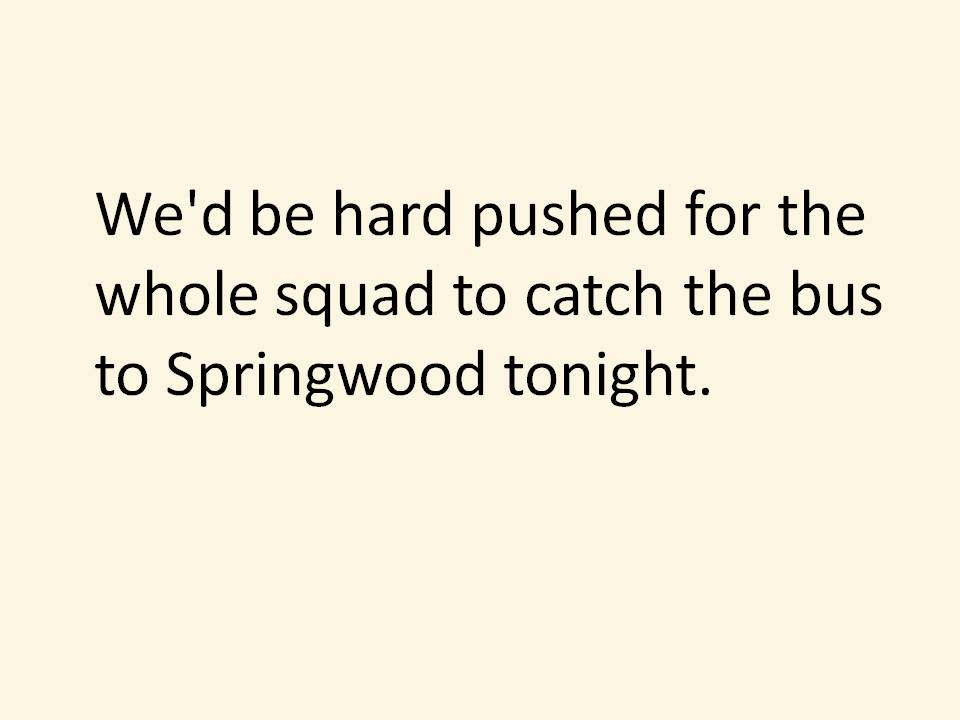 We'd be hard pushed for the
whole squad to catch the bus
to Springwood tonight.